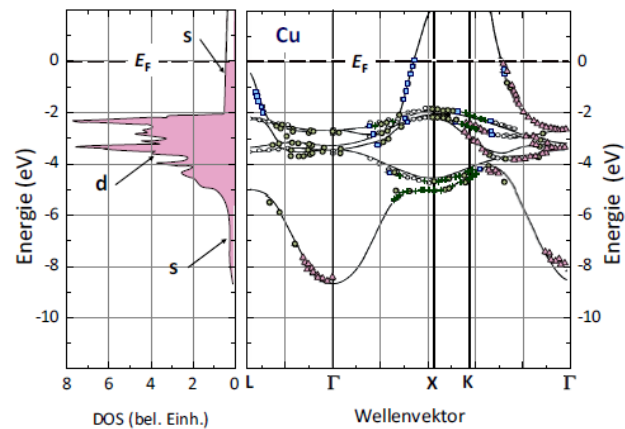 s
E_F
Cu
E_F
0
-2
-4
-6
-8
-10
Energie (eV)
d
s
8 6 4 2 0
DOS (bel. Einh.)
L Γ X K Γ
Wellenvektor
0
-2
-4
-6
-8
-10
Energie (eV)